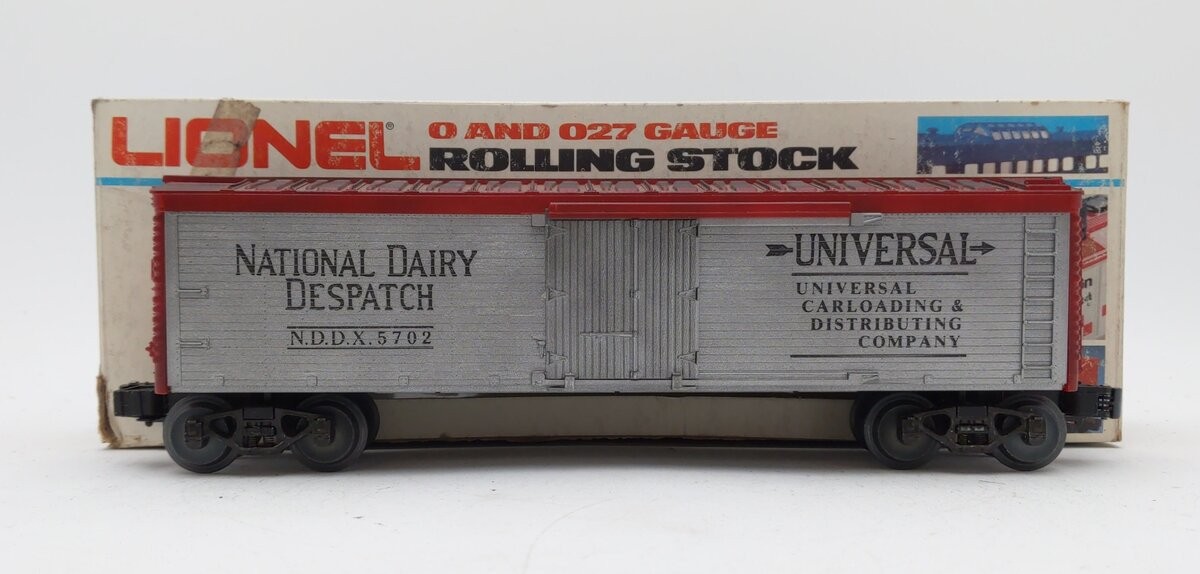 LIONEL®
O AND O27 GAUGE
ROLLING STOCK
NATIONAL DAIRY
DESPATCH
N.D.D.X. 5702
UNIVERSAL
UNIVERSAL
CARLOADING &
DISTRIBUTING
COMPANY